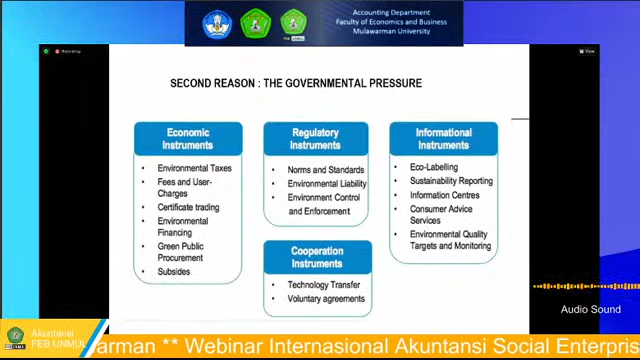 Accounting Department
Faculty of Economics and Business
Mulawarman University
Recording
View
SECOND REASON : THE GOVERNMENTAL PRESSURE
Economic
Instruments
• Environmental Taxes
• Fees and User-
Charges
• Certificate trading
• Environmental
Financing
• Green Public
Procurement
• Subsides
Regulatory
Instruments
• Norms and Standards
• Environmental Liability
• Environment Control
and Enforcement
Cooperation
Instruments
• Technology Transfer
• Voluntary agreements
Informational
Instruments
• Eco-Labelling
• Sustainability Reporting
• Information Centres
• Consumer Advice
Services
• Environmental Quality
Targets and Monitoring
Audio Sound
Akuntansi
FEB UNMUL
arman ** Webinar Internasional Akuntansi Social Enterpris